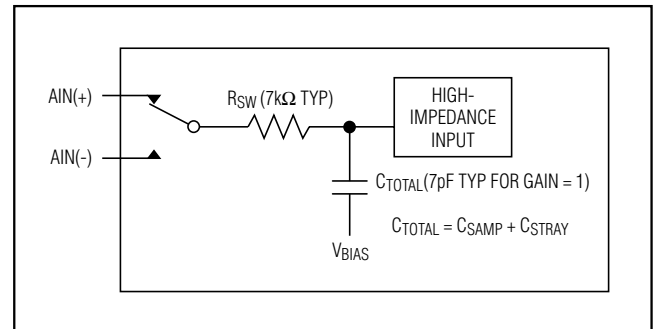 AIN(+)
AIN(-)
RSW (7kΩ TYP)
HIGH-
IMPEDANCE
INPUT
CTOTAL(7pF TYP FOR GAIN = 1)
CTOTAL = CSAMP + CSTRAY
VBIAS